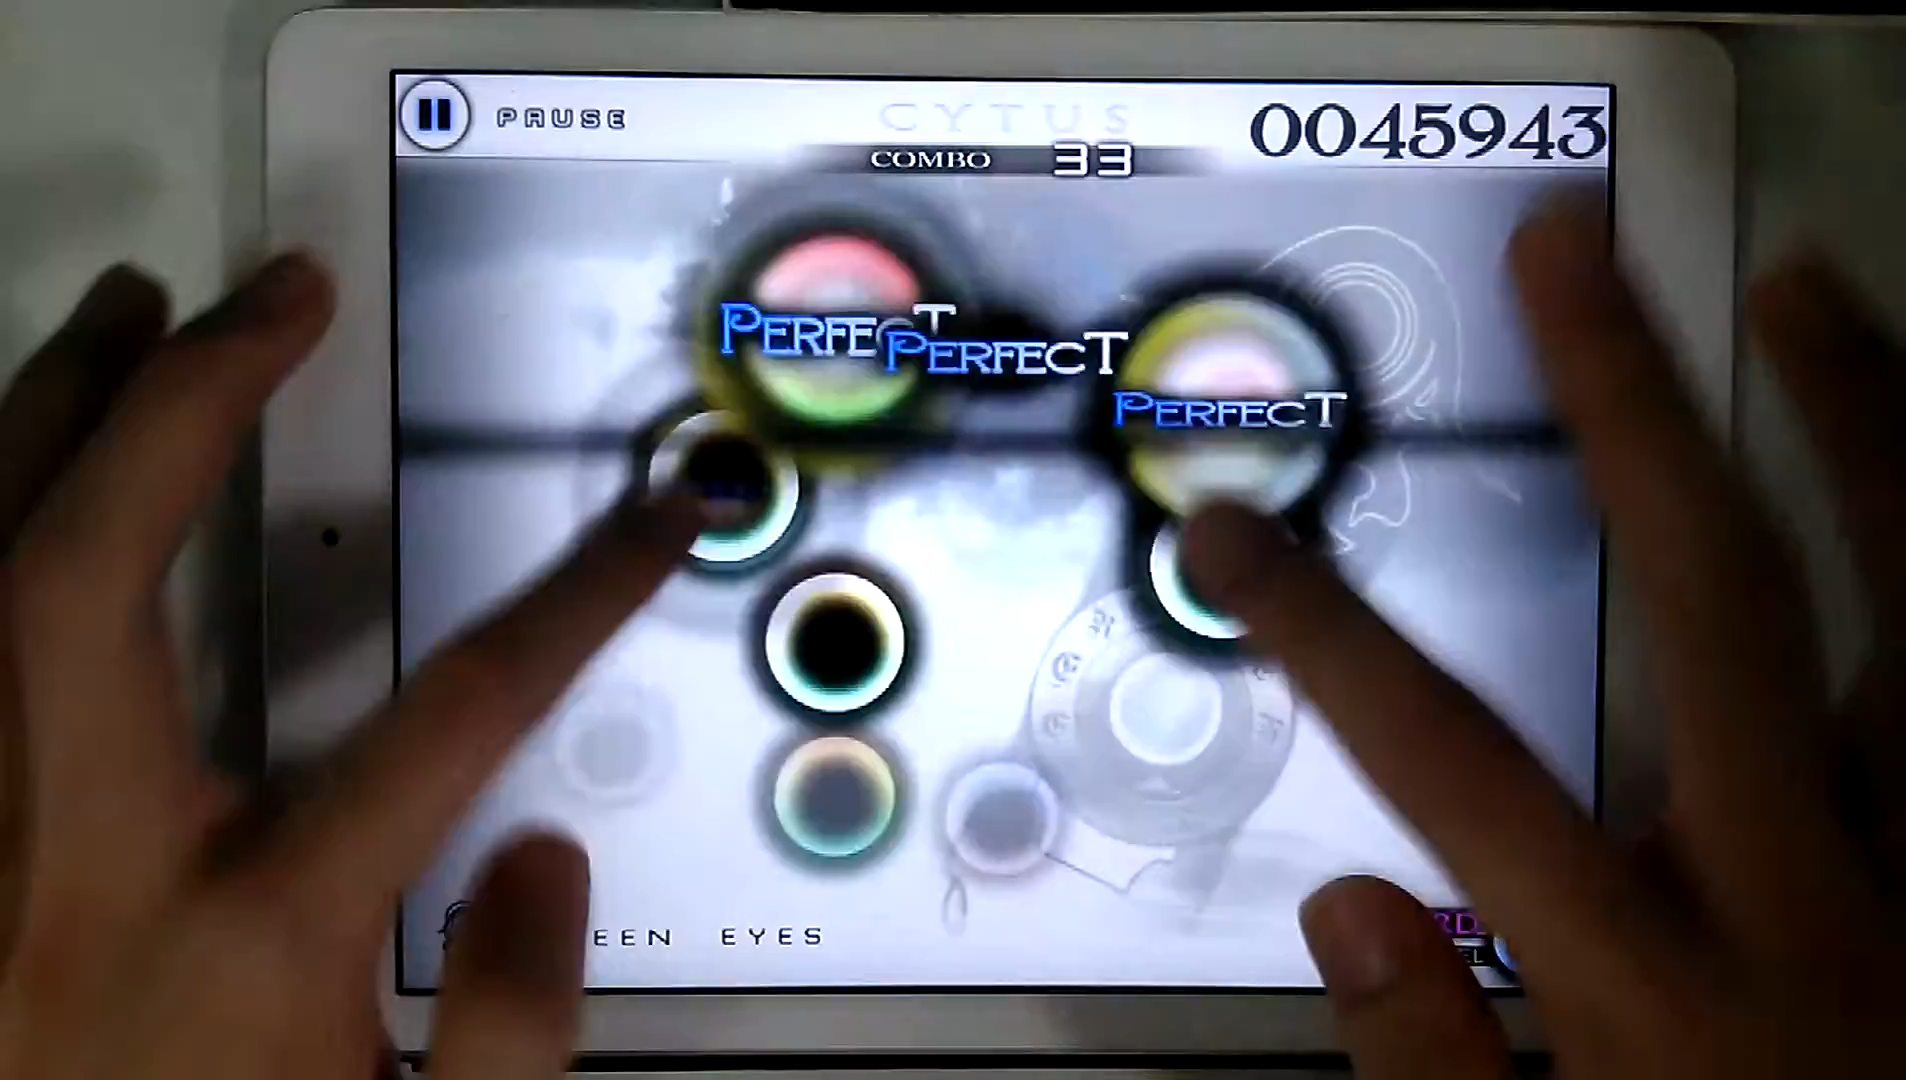 PAUSE
CYTUS
0045943
COMBO 33
PERFECT
PERFECT
PERFECT
EEN EYES